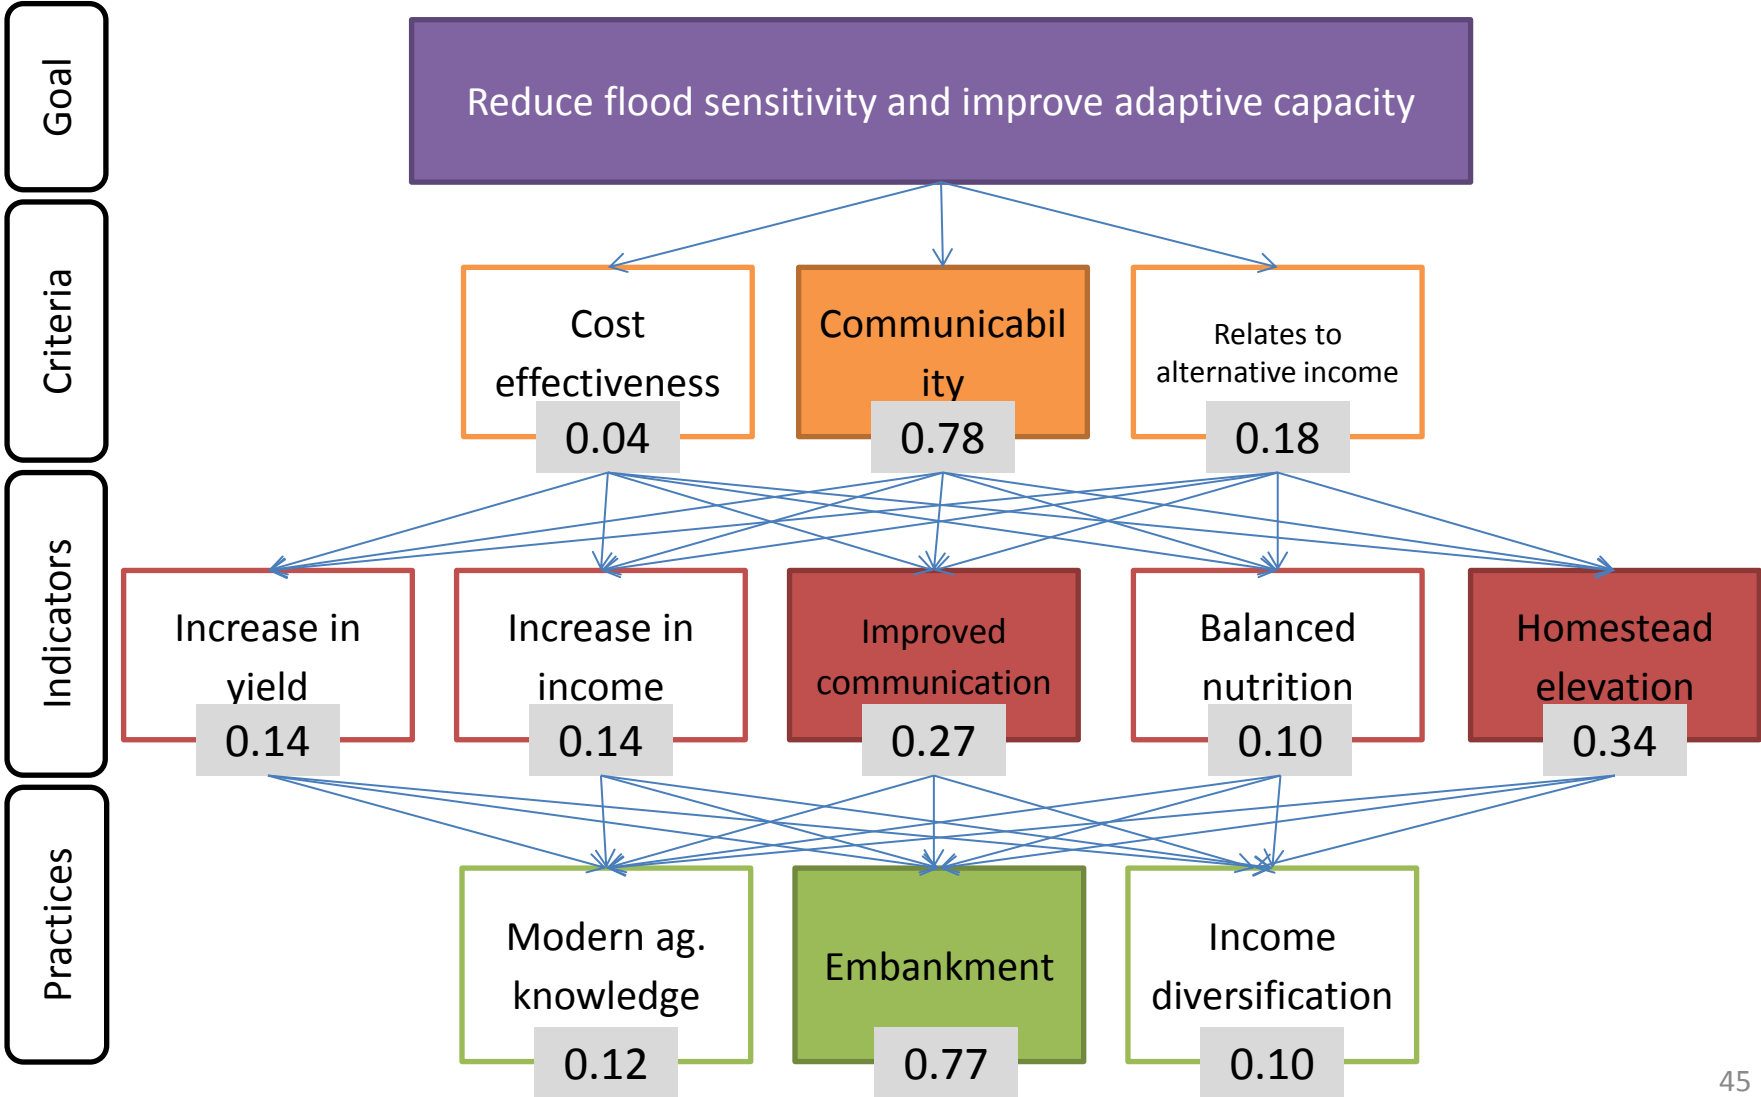 Goal
Reduce flood sensitivity and improve adaptive capacity
Criteria
Cost
effectiveness
0.04
Communicabil
ity
0.78
Relates to
alternative income
0.18
Indicators
Increase in
yield
0.14
Increase in
income
0.14
Improved
communication
0.27
Balanced
nutrition
0.10
Homestead
elevation
0.34
Practices
Modern ag.
knowledge
0.12
Embankment
0.77
Income
diversification
0.10
45